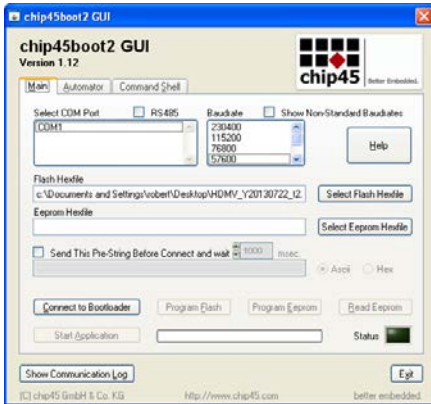 chip45boot2 GUI
chip45boot2 GUI
Version 1.12
chip45
Better Embedded.
Main Automator Command Shell
Select COM Port RS485 Baudrate Show Non-Standard Baudrates
COM1
230400
115200
76800
57600
Help
Flash Hexfile
c:\Documents and Settings\robert\Desktop\HDMV_Y20130722_t2. Select Flash Hexfile
Eeprom Hexfile
Select Eeprom Hexfile
Send This Pre-String Before Connect and wait 1000 msec.
Ascii Hex
Connect to Bootloader Program Flash Program Eeprom Read Eeprom
Start Application Status
Show Communication Log Exit
(C) chip45 GmbH & Co. KG http://www.chip45.com better embedded.